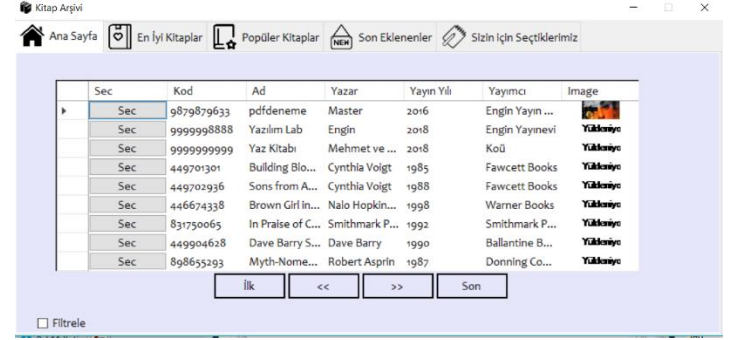 Kitap Arşivi
Ana Sayfa En İyi Kitaplar Popüler Kitaplar NEW Son Eklenenler Sizin İçin Seçtiklerimiz
Sec Kod Ad Yazar Yayın Yılı Yayımcı Image
Sec 9879879633 pdfdeneme Master 2016 Engin Yayın ...
Sec 9999998888 Yazılım Lab Engin 2018 Engin Yayınevi Yükleniyo
Sec 9999999999 Yaz Kitabı Mehmet ve ... 2018 Koü Yükleniyo
Sec 449701301 Building Blo... Cynthia Voigt 1985 Fawcett Books Yükleniyo
Sec 449702936 Sons from A... Cynthia Voigt 1988 Fawcett Books Yükleniyo
Sec 446674338 Brown Girl in... Nalo Hopkin... 1998 Warner Books Yükleniyo
Sec 831750065 In Praise of C... Smithmark P... 1992 Smithmark P... Yükleniyo
Sec 449904628 Dave Barry S... Dave Barry 1990 Ballantine B... Yükleniyo
Sec 898655293 Myth-Nome... Robert Asprin 1987 Donning Co... Yükleniyo
İlk << >> Son
Filtrele